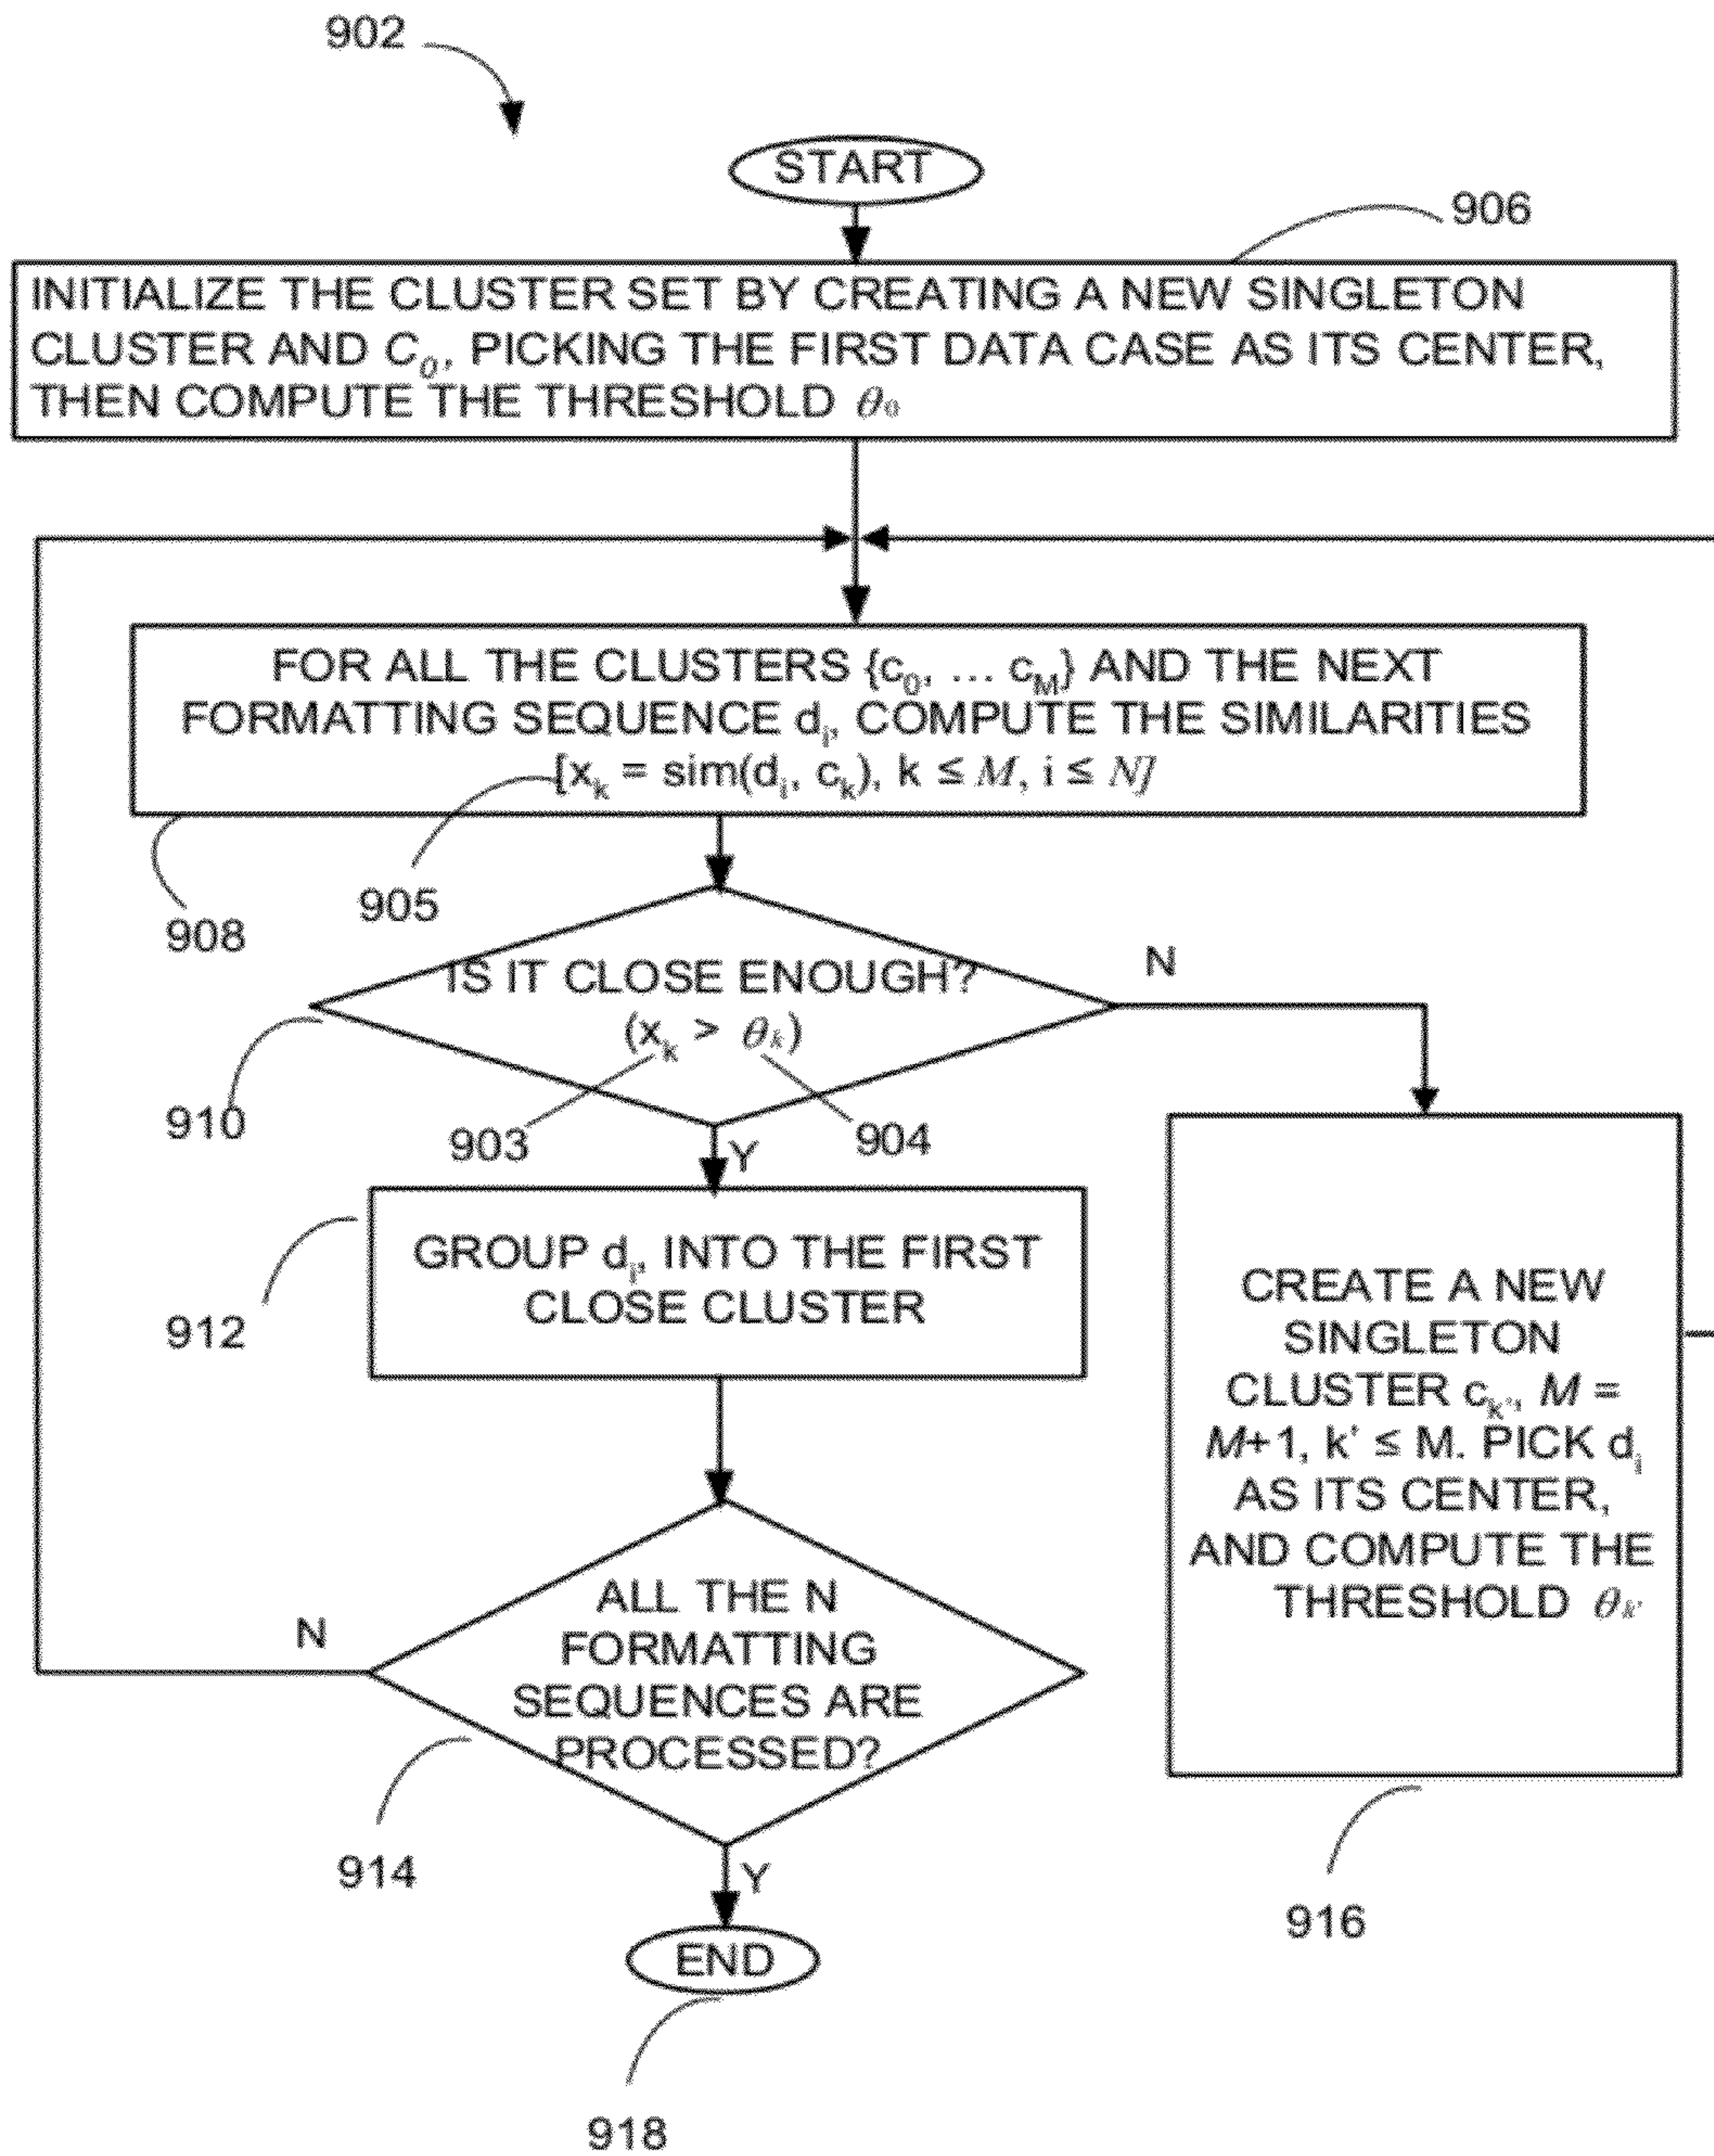 902
START
906
INITIALIZE THE CLUSTER SET BY CREATING A NEW SINGLETON
CLUSTER AND C₀, PICKING THE FIRST DATA CASE AS ITS CENTER,
THEN COMPUTE THE THRESHOLD θ₀
FOR ALL THE CLUSTERS {c₀, ... c_M} AND THE NEXT
FORMATTING SEQUENCE dᵢ, COMPUTE THE SIMILARITIES
[xₖ = sim(dᵢ, cₖ), k ≤ M, i ≤ N]
905
908
IS IT CLOSE ENOUGH?
(xₖ > θₖ)
N
910
903
904
Y
GROUP dᵢ, INTO THE FIRST
CLOSE CLUSTER
912
CREATE A NEW
SINGLETON
CLUSTER c_k', M =
M+1, k' ≤ M. PICK dᵢ
AS ITS CENTER,
AND COMPUTE THE
THRESHOLD θ_k'
916
ALL THE N
FORMATTING
SEQUENCES ARE
PROCESSED?
N
914
Y
END
918